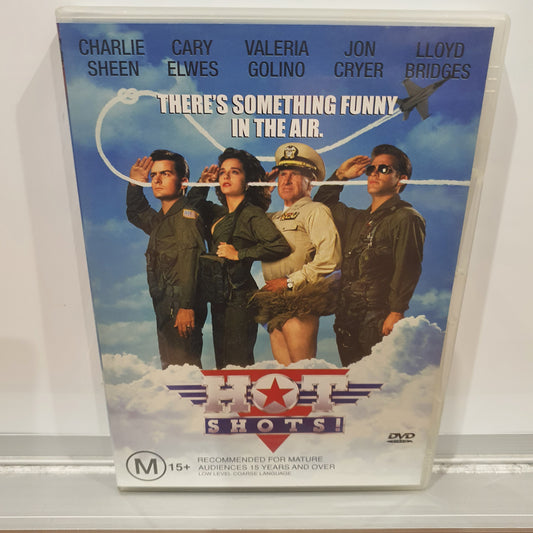 CHARLIE CARY VALERIA JON LLOYD
SHEEN ELWES GOLINO CRYER BRIDGES
THERE'S SOMETHING FUNNY
IN THE AIR.
HOT
SHOTS!
DVD
M 15+
RECOMMENDED FOR MATURE
AUDIENCES 15 YEARS AND OVER
LOW LEVEL COARSE LANGUAGE